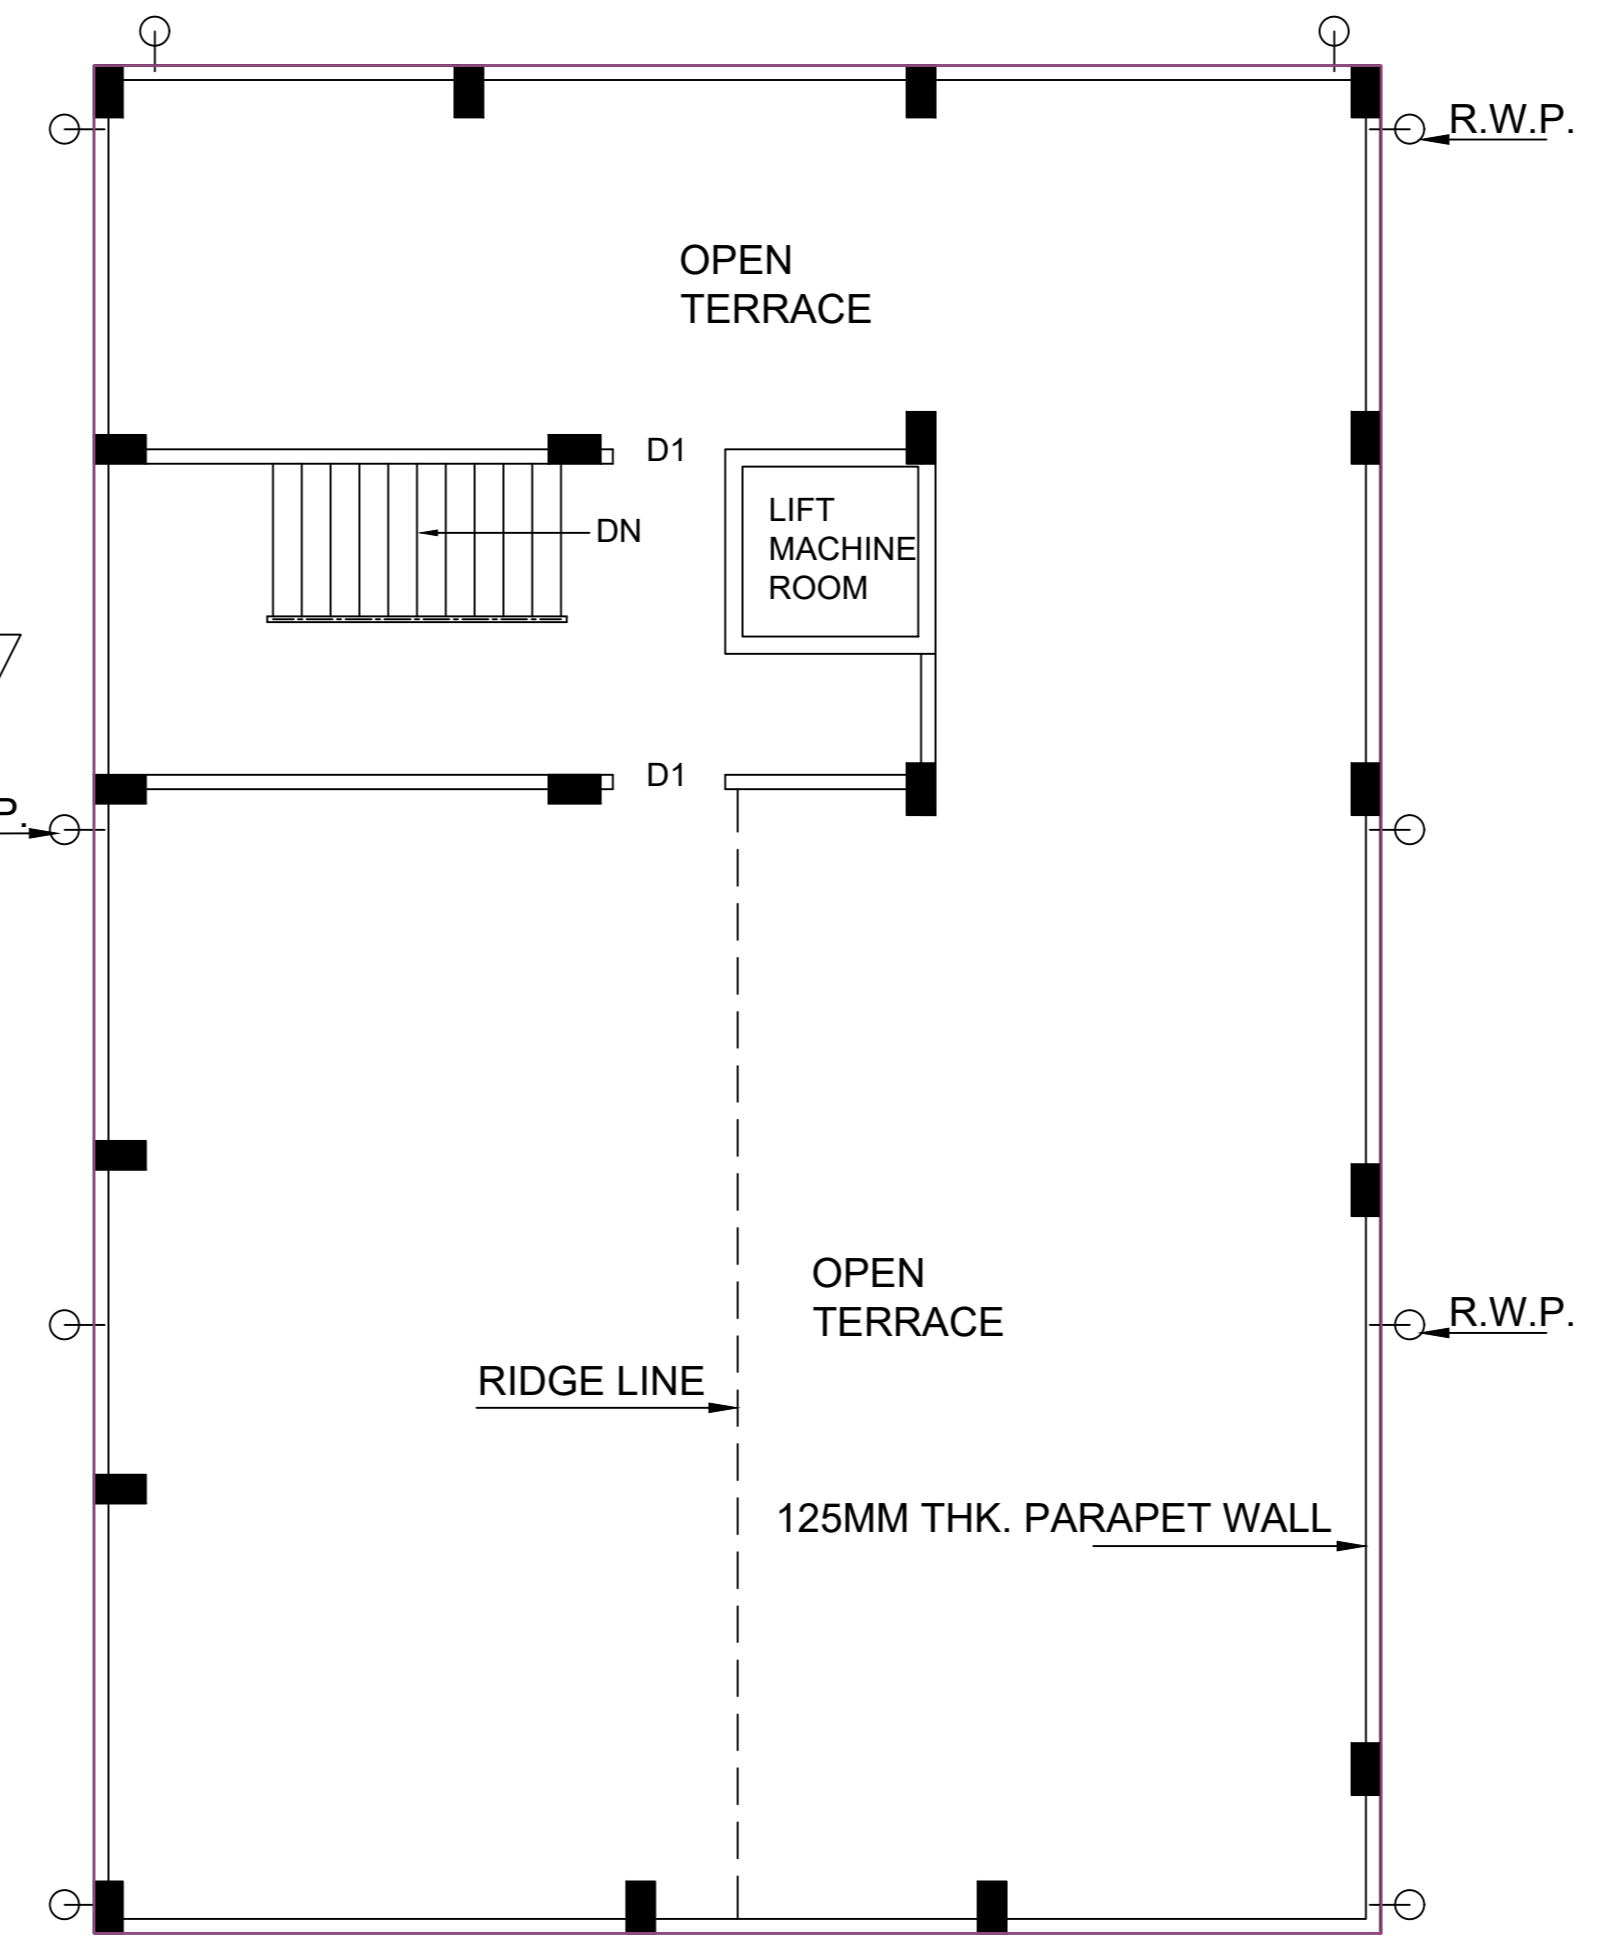 R.W.P.
OPEN
TERRACE
D1
LIFT
MACHINE
ROOM
DN
D1
P.
OPEN
TERRACE
R.W.P.
RIDGE LINE
125MM THK. PARAPET WALL